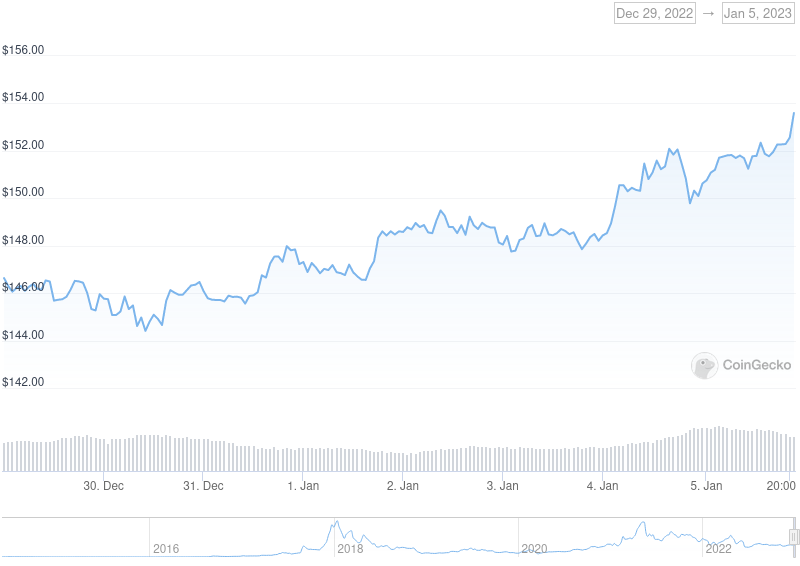 Dec 29, 2022 → Jan 5, 2023
$156.00
$154.00
$152.00
$150.00
$148.00
$146.00
$144.00
$142.00
CoinGecko
30. Dec 31. Dec 1. Jan 2. Jan 3. Jan 4. Jan 5. Jan 20:00
2016 2018 2020 2022